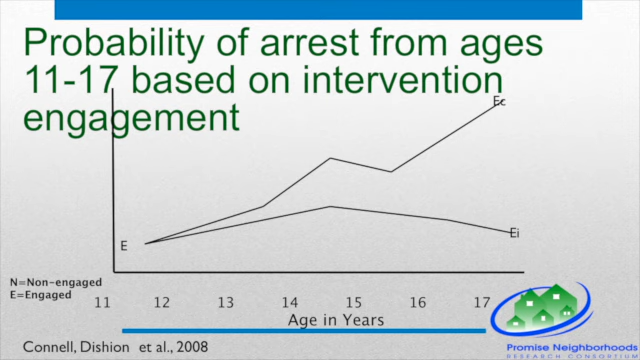 Probability of arrest from ages
11-17 based on intervention
engagement
Ec
Ei
E
N=Non-engaged
E=Engaged
11 12 13 14 15 16 17
Age in Years
Connell, Dishion et al., 2008
Promise Neighborhoods
RESEARCH CONSORTIUM